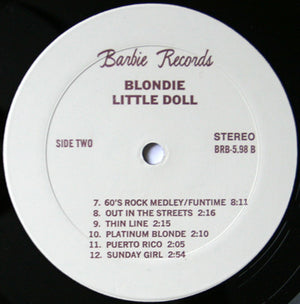 Barbie Records
BLONDIE
LITTLE DOLL
SIDE TWO
STEREO
BRB-5.98 B
7. 60'S ROCK MEDLEY/FUNTIME 8:11
8. OUT IN THE STREETS 2:16
9. THIN LINE 2:15
10. PLATINUM BLONDE 2:10
11. PUERTO RICO 2:05
12. SUNDAY GIRL 2:54